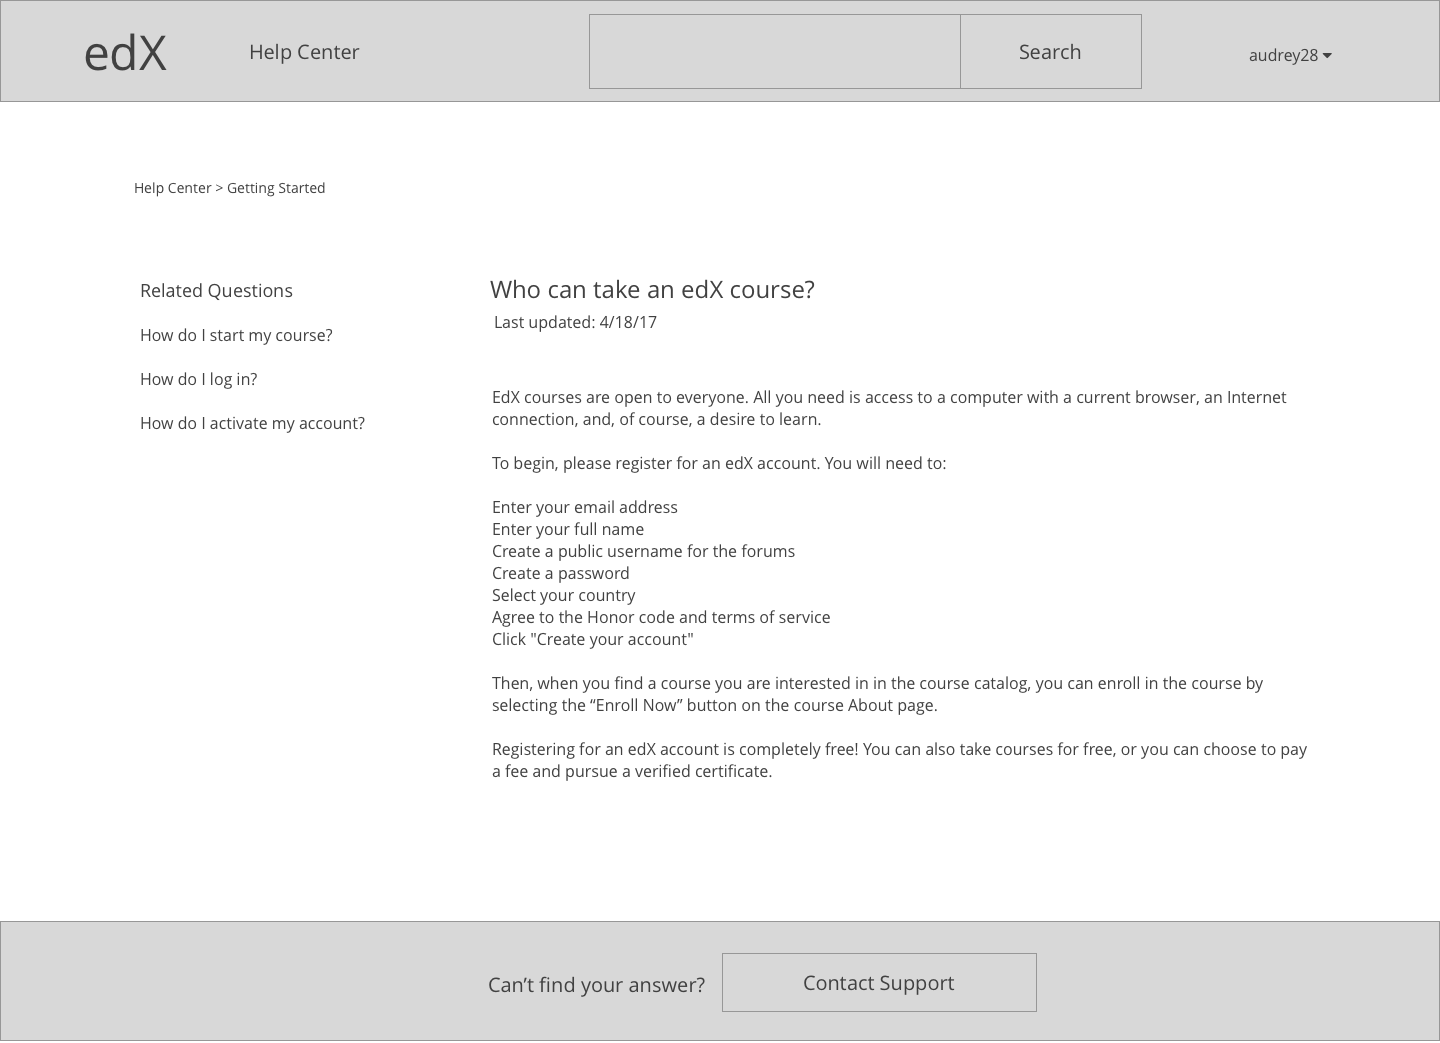 edX
Help Center
Search
audrey28
Help Center > Getting Started
Related Questions
How do I start my course?
How do I log in?
How do I activate my account?
Who can take an edX course?
Last updated: 4/18/17
EdX courses are open to everyone. All you need is access to a computer with a current browser, an Internet
connection, and, of course, a desire to learn.
To begin, please register for an edX account. You will need to:
Enter your email address
Enter your full name
Create a public username for the forums
Create a password
Select your country
Agree to the Honor code and terms of service
Click "Create your account"
Then, when you find a course you are interested in in the course catalog, you can enroll in the course by
selecting the “Enroll Now” button on the course About page.
Registering for an edX account is completely free! You can also take courses for free, or you can choose to pay
a fee and pursue a verified certificate.
Can’t find your answer?
Contact Support